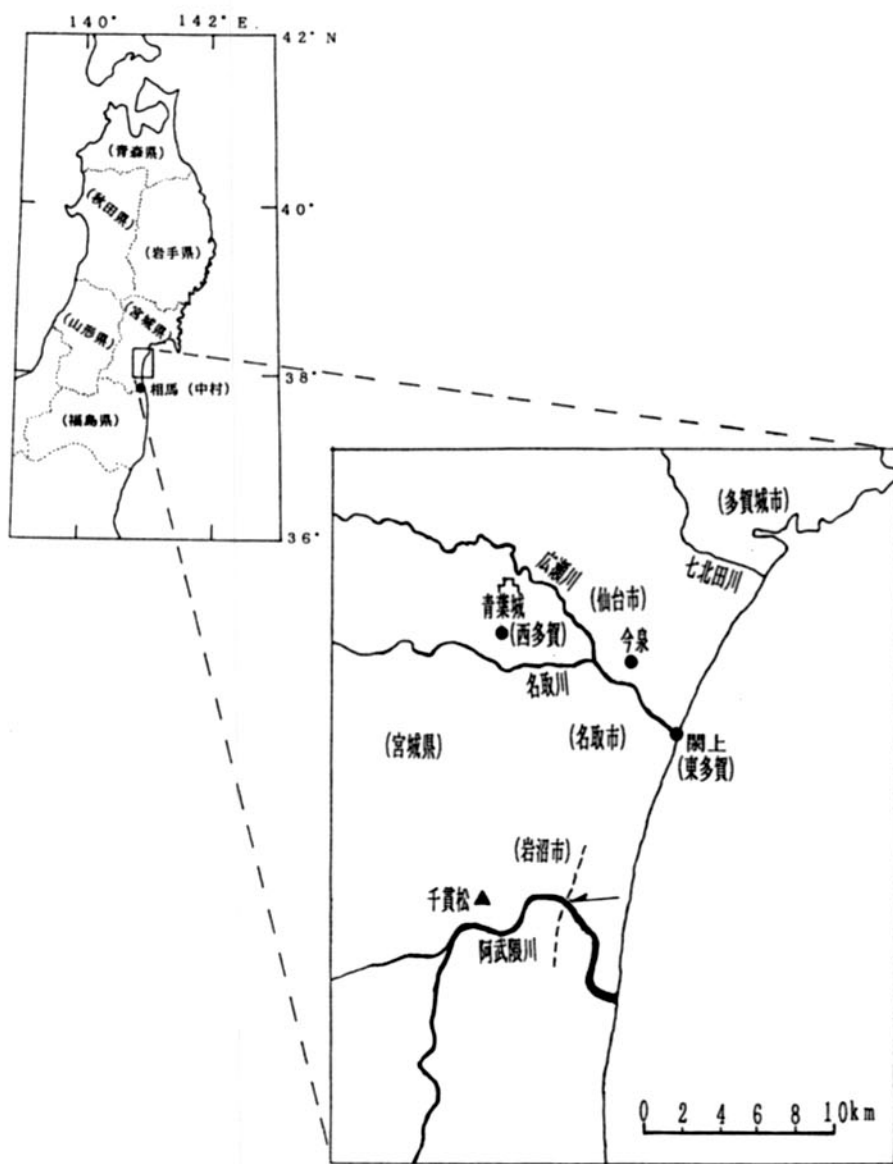 140° 142°E.
42°N
(青森県)
(秋田県)
40°
(岩手県)
(宮城県)
(山形県)
38°
相馬(中村)
(福島県)
36°
(多賀城市)
広瀬川
七北田川
(仙台市)
青葉城
(西多賀)
今泉
名取川
(宮城県)
(名取市)
閖上
(東多賀)
(岩沼市)
千貫松
阿武隈川
0 2 4 6 8 10km